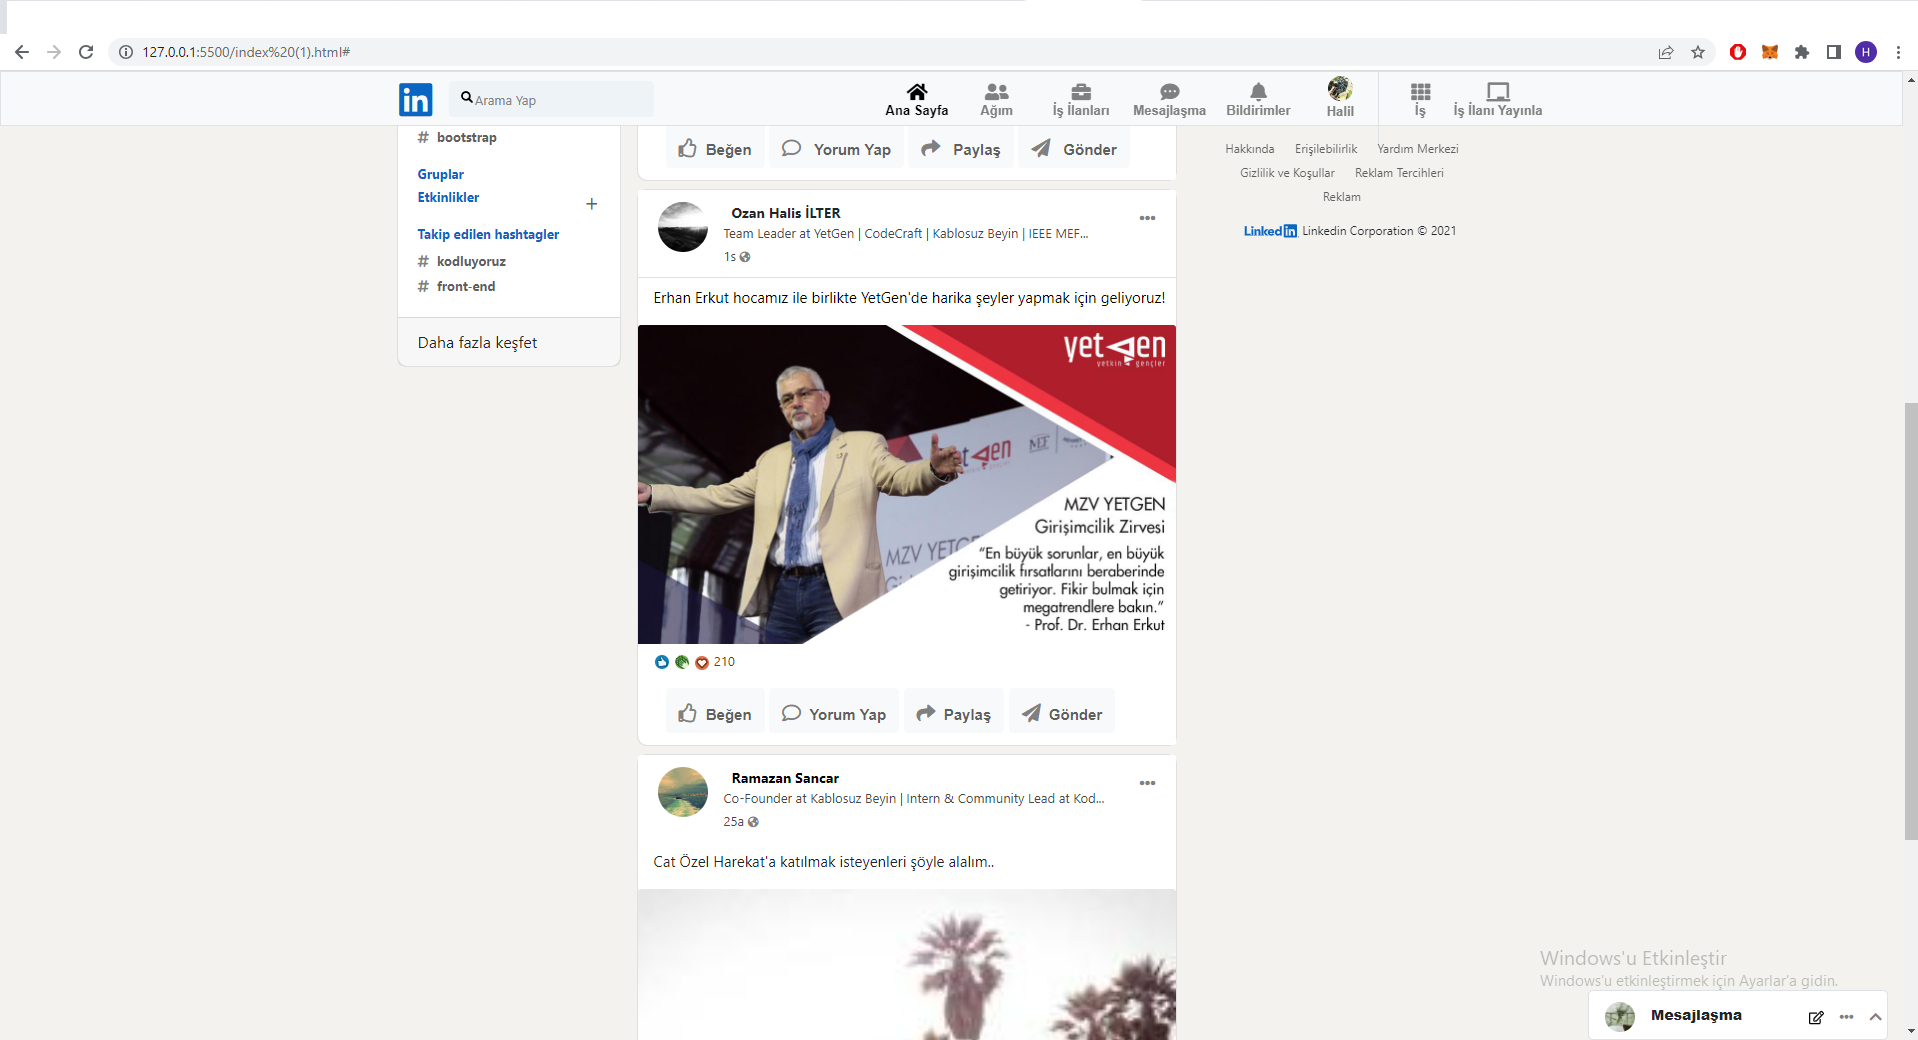 127.0.0.1:5500/index%20(1).html#
H
in
Arama Yap
Ana Sayfa
Ağım
İş İlanları
Mesajlaşma
Bildirimler
Halil
İş
İş İlanı Yayınla
# bootstrap
Gruplar
Etkinlikler
+
Takip edilen hashtagler
# kodluyoruz
# front-end
Daha fazla keşfet
Beğen
Yorum Yap
Paylaş
Gönder
Ozan Halis İLTER
Team Leader at YetGen | CodeCraft | Kablosuz Beyin | IEEE MEF...
1s
Erhan Erkut hocamız ile birlikte YetGen'de harika şeyler yapmak için geliyoruz!
yetgen
yetkin gençler
yetgen
MEF
MZV YETGEN
MZV YETGEN
Girişimcilik Zirvesi
“En büyük sorunlar, en büyük
girişimcilik fırsatlarını beraberinde
getiriyor. Fikir bulmak için
megatrendlere bakın.”
- Prof. Dr. Erhan Erkut
210
Beğen
Yorum Yap
Paylaş
Gönder
Ramazan Sancar
Co-Founder at Kablosuz Beyin | Intern & Community Lead at Kod...
25a
Cat Özel Harekat'a katılmak isteyenleri şöyle alalım..
Hakkında
Erişilebilirlik
Yardım Merkezi
Gizlilik ve Koşullar
Reklam Tercihleri
Reklam
Linkedin Linkedin Corporation © 2021
Windows'u Etkinleştir
Windows'u etkinleştirmek için Ayarlar'a gidin.
Mesajlaşma